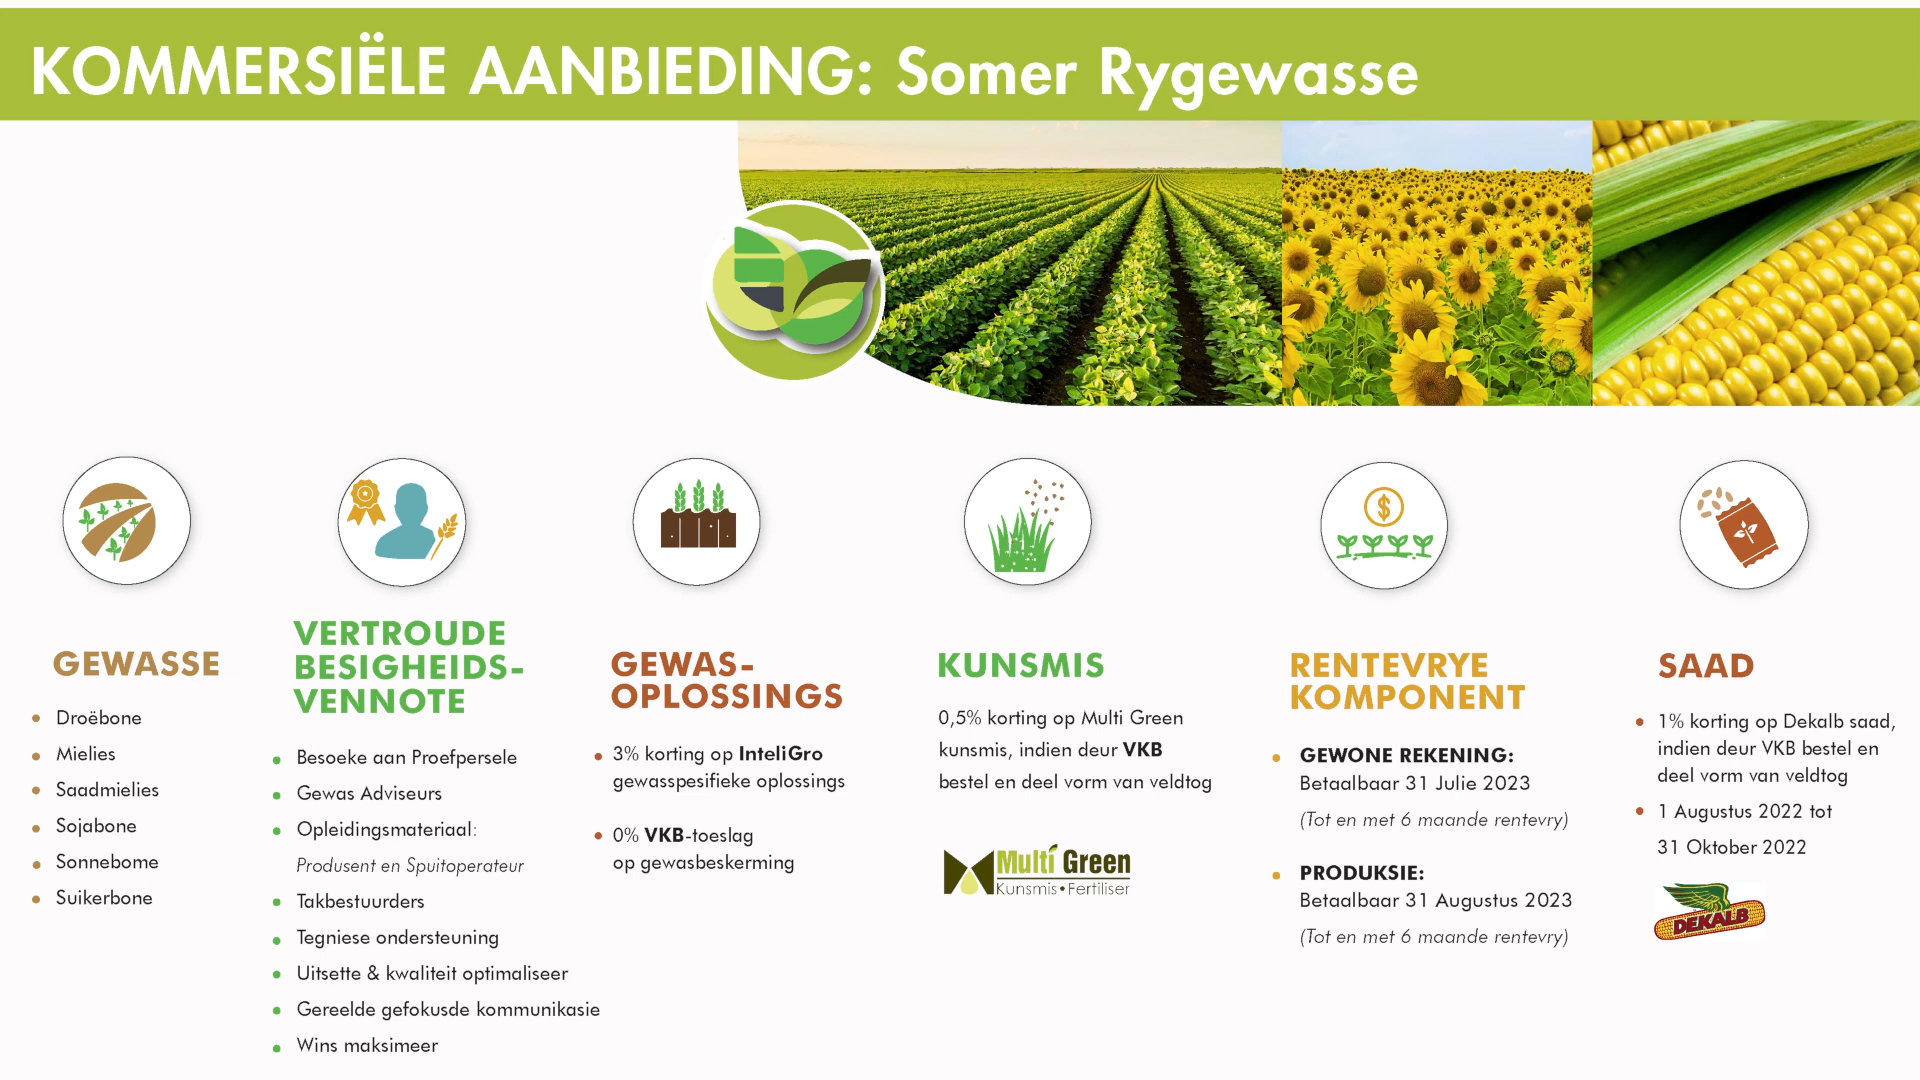 KOMMERSIËLE AANBIEDING: Somer Rygewasse
GEWASSE
Droëbone
Mielies
Saadmielies
Sojabone
Sonnebome
Suikerbone
VERTROUDE
BESIGHEIDS-
VENNOTE
Besoeke aan Proefpersele
Gewas Adviseurs
Opleidingsmateriaal:
Produsent en Spuitoperateur
Takbestuurders
Tegniese ondersteuning
Uitsette & kwaliteit optimaliseer
Gereelde gefokusde kommunikasie
Wins maksimeer
GEWAS-
OPLOSSINGS
3% korting op InteliGro
gewasspesifieke oplossings
0% VKB-toeslag
op gewasbeskerming
KUNSMIS
0,5% korting op Multi Green
kunsmis, indien deur VKB
bestel en deel vorm van veldtog
Multi Green
Kunsmis•Fertiliser
RENTEVRYE
KOMPONENT
GEWONE REKENING:
Betaalbaar 31 Julie 2023
(Tot en met 6 maande rentevry)
PRODUKSIE:
Betaalbaar 31 Augustus 2023
(Tot en met 6 maande rentevry)
SAAD
1% korting op Dekalb saad,
indien deur VKB bestel en
deel vorm van veldtog
1 Augustus 2022 tot
31 Oktober 2022
DEKALB